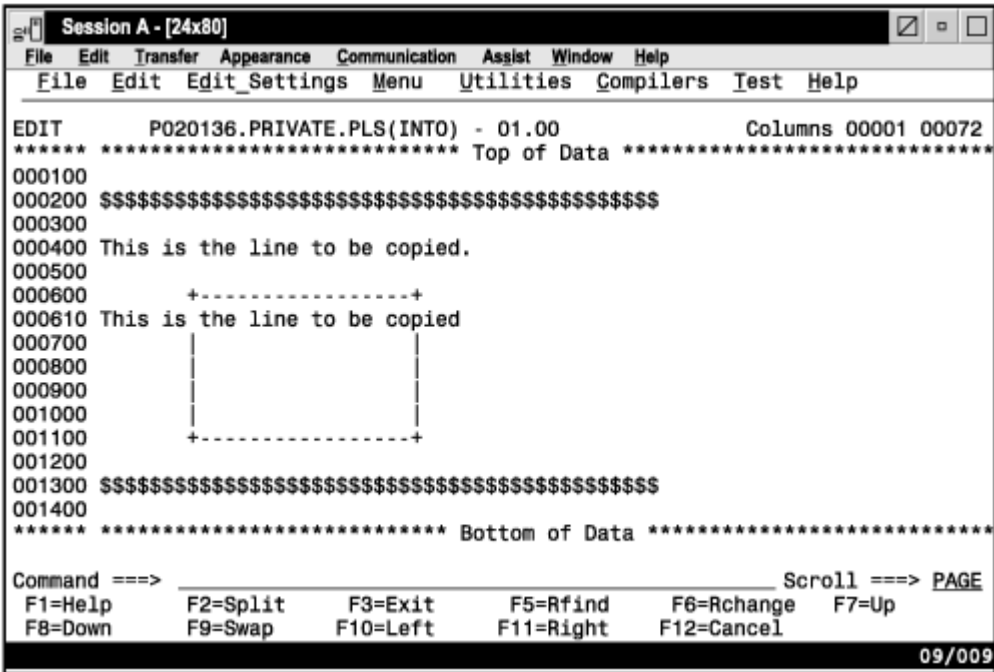 Session A - [24x80]
File Edit Transfer Appearance Communication Assist Window Help
File Edit Edit_Settings Menu Utilities Compilers Test Help
EDIT P020136.PRIVATE.PLS(INTO) - 01.00 Columns 00001 00072
****** ***************************** Top of Data ******************************
000100
000200 $$$$$$$$$$$$$$$$$$$$$$$$$$$$$$$$$$$$$$$$$$$$$
000300
000400 This is the line to be copied.
000500
000600 +-----------------+
000610 This is the line to be copied
000700 | |
000800 | |
000900 | |
001000 | |
001100 +-----------------+
001200
001300 $$$$$$$$$$$$$$$$$$$$$$$$$$$$$$$$$$$$$$$$$$$$$
001400
****** **************************** Bottom of Data ****************************
Command ===> Scroll ===> PAGE
F1=Help F2=Split F3=Exit F5=Rfind F6=Rchange F7=Up
F8=Down F9=Swap F10=Left F11=Right F12=Cancel
09/009